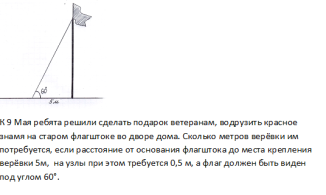 60
5м
К 9 Мая ребята решили сделать подарок ветеранам, водрузить красное
знамя на старом флагштоке во дворе дома. Сколько метров верёвки им
потребуется, если расстояние от основания флагштока до места крепления
верёвки 5м,  на узлы при этом требуется 0,5 м, а флаг должен быть виден
под углом 60°.